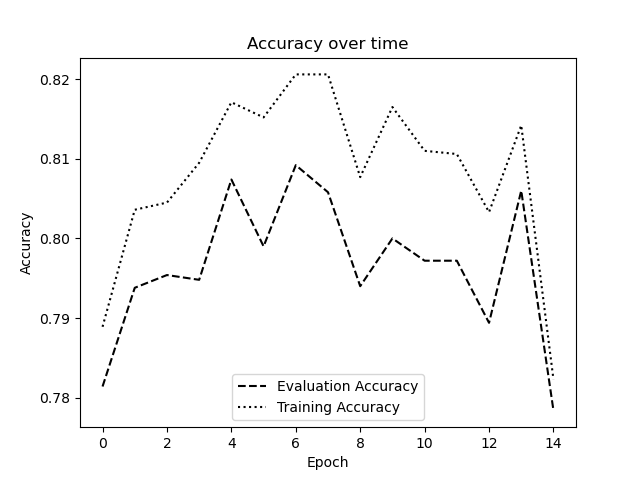 Accuracy over time
0.82
0.81
0.80
0.79
0.78
Accuracy
Evaluation Accuracy
Training Accuracy
0 2 4 6 8 10 12 14
Epoch